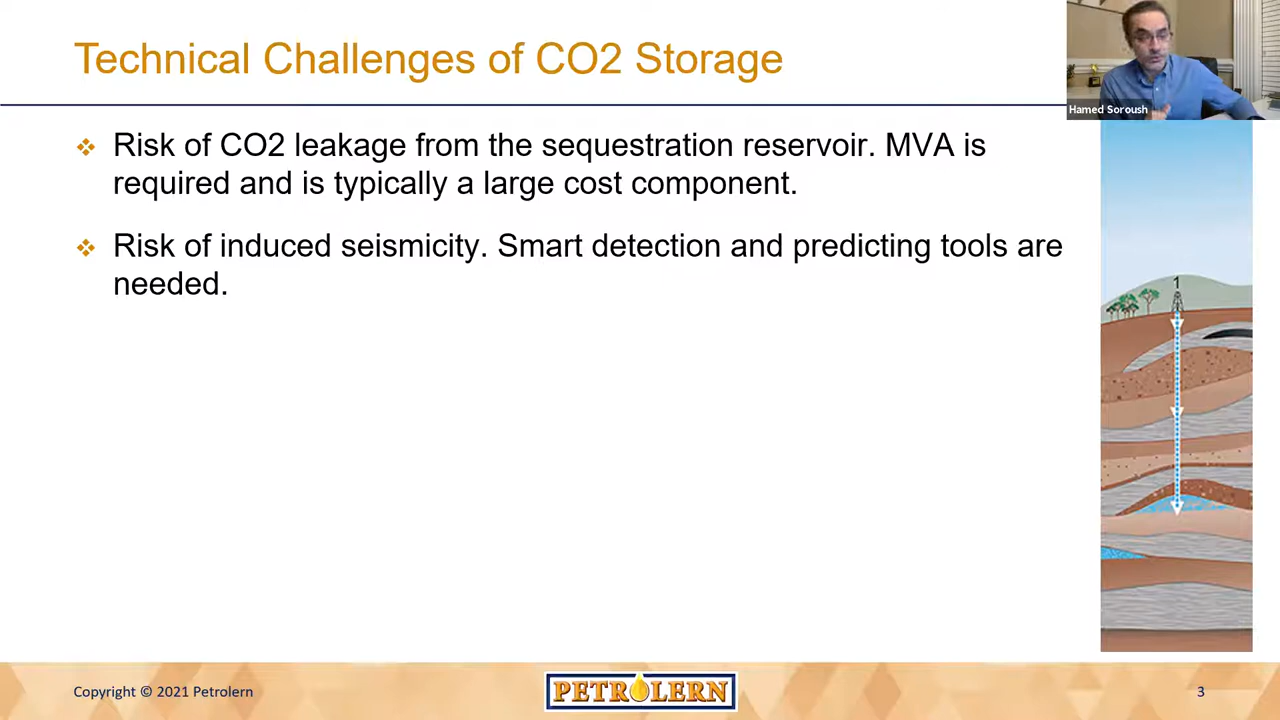 Technical Challenges of CO2 Storage
Hamed Soroush
Risk of CO2 leakage from the sequestration reservoir. MVA is
required and is typically a large cost component.
Risk of induced seismicity. Smart detection and predicting tools are
needed.
1
Copyright © 2021 Petrolern
PETROLERN
3